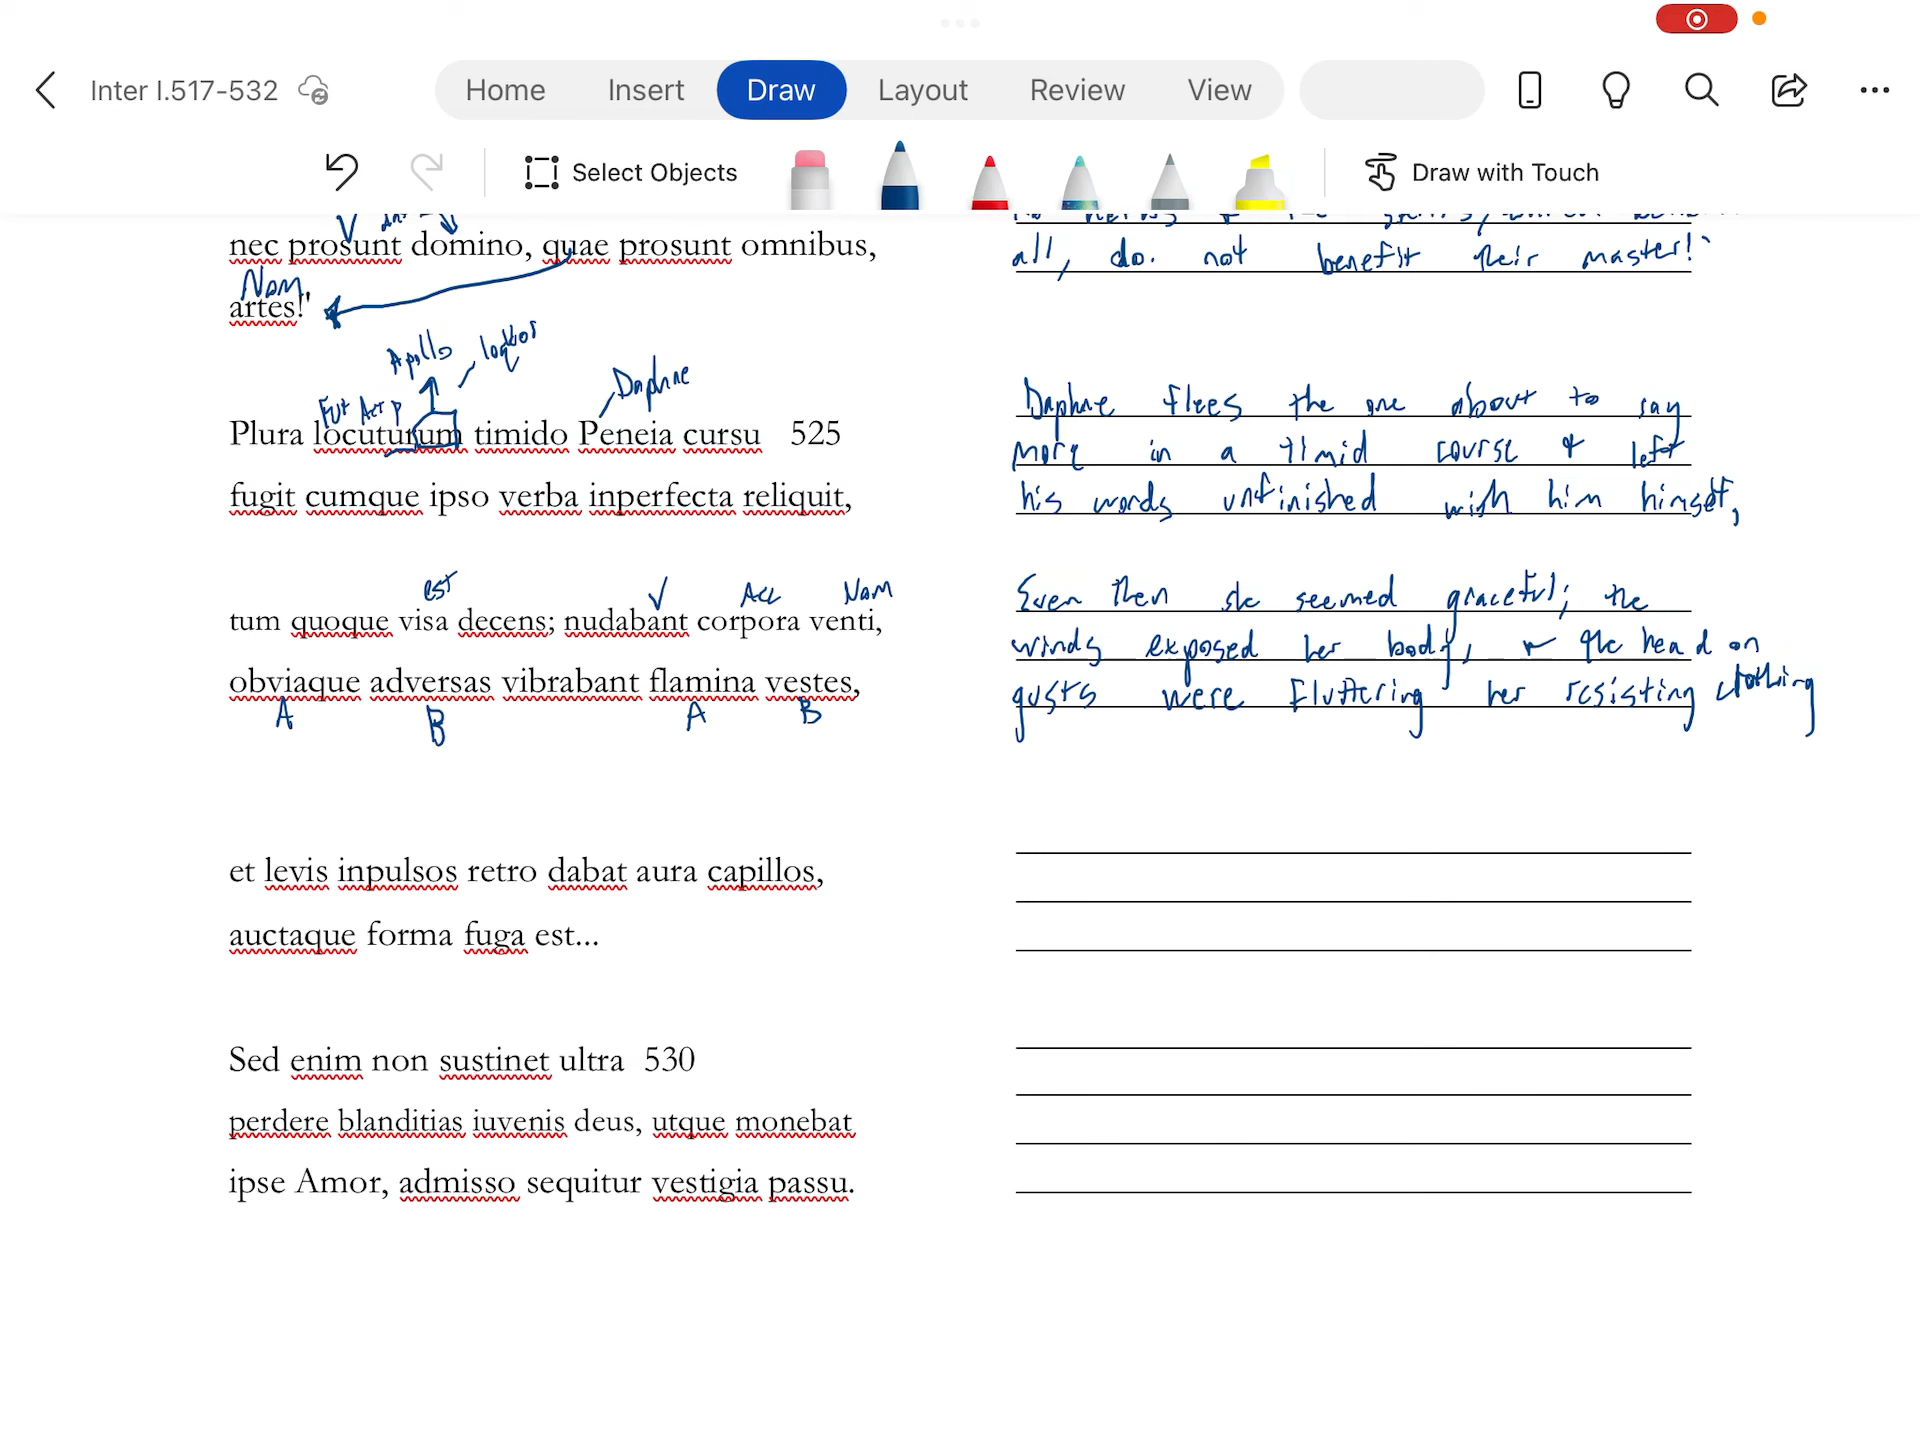 Inter I.517-532
Home Insert Draw Layout Review View
Select Objects
Draw with Touch
nec prosunt domino, quae prosunt omnibus,
all, do. not benefit their master!"
Nom
artes!"
Apollo loquor
Fut Act P
Daphne
Plura locuturum timido Peneia cursu 525
Daphne flees the one about to say
more in a timid course & left
fugit cumque ipso verba inperfecta reliquit,
his words unfinished with him himself,
est V Acc Nom
tum quoque visa decens; nudabant corpora venti,
Even then she seemed graceful; the
winds exposed her body, & the head on
obviaque adversas vibrabant flamina vestes,
gusts were fluttering her resisting clothing
A B A B
et levis inpulsos retro dabat aura capillos,
auctaque forma fuga est...
Sed enim non sustinet ultra 530
perdere blanditias iuvenis deus, utque monebat
ipse Amor, admisso sequitur vestigia passu.